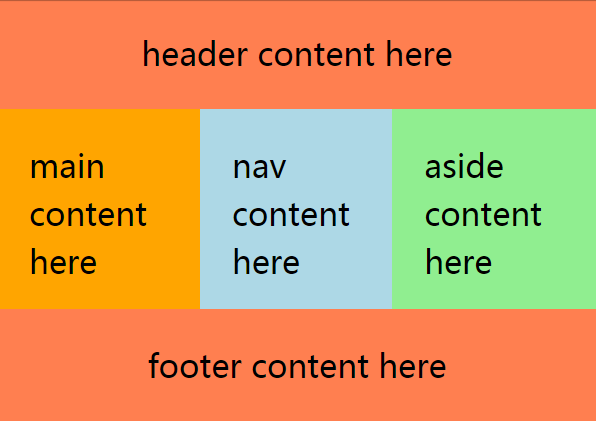 header content here
main
content
here
nav
content
here
aside
content
here
footer content here